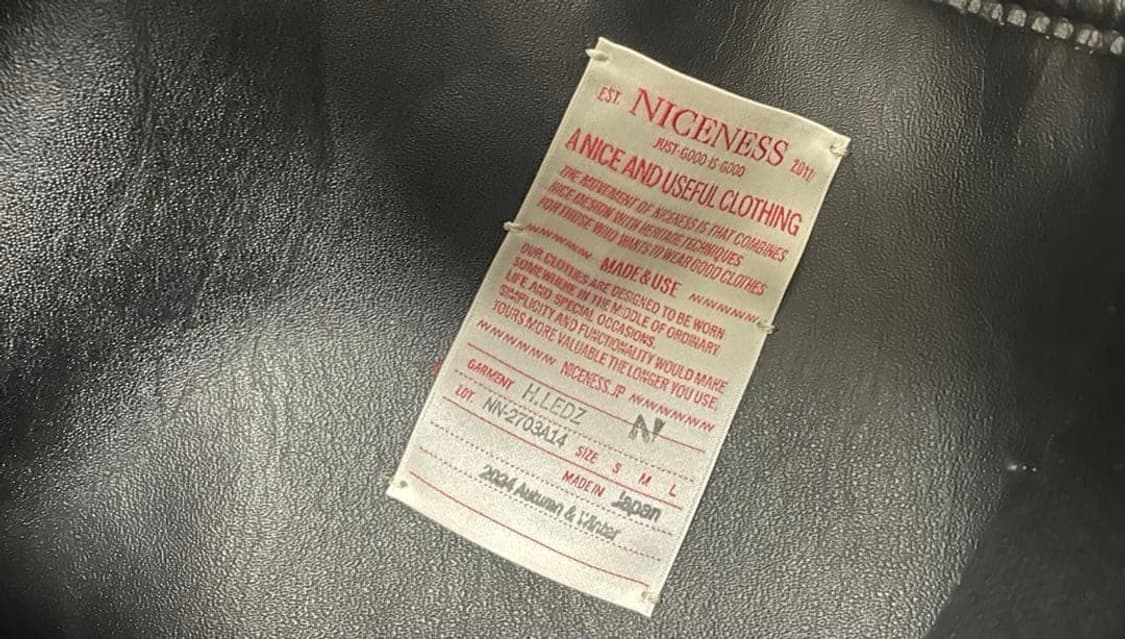 EST. NICENESS 2017
JUST GOOD IS GOOD
A NICE AND USEFUL CLOTHING
THE MOVEMENT OF NICENESS IS THAT COMBINES
NICE DESIGN WITH HERITAGE TECHNIQUES
FOR THOSE WHO WANTS TO WEAR GOOD CLOTHES
MADE & USE
OUR CLOTHES ARE DESIGNED TO BE WORN
SOMEWHERE IN THE MIDDLE OF ORDINARY
LIFE AND SPECIAL OCCASIONS.
SIMPLICITY AND FUNCTIONALITY WOULD MAKE
YOURS MORE VALUABLE THE LONGER YOU USE
NICENESS.JP
GARMENT H.LEDZ N
LOT. NN-2703A14 SIZE S M L
MADE IN Japan
2024 Autumn & Winter